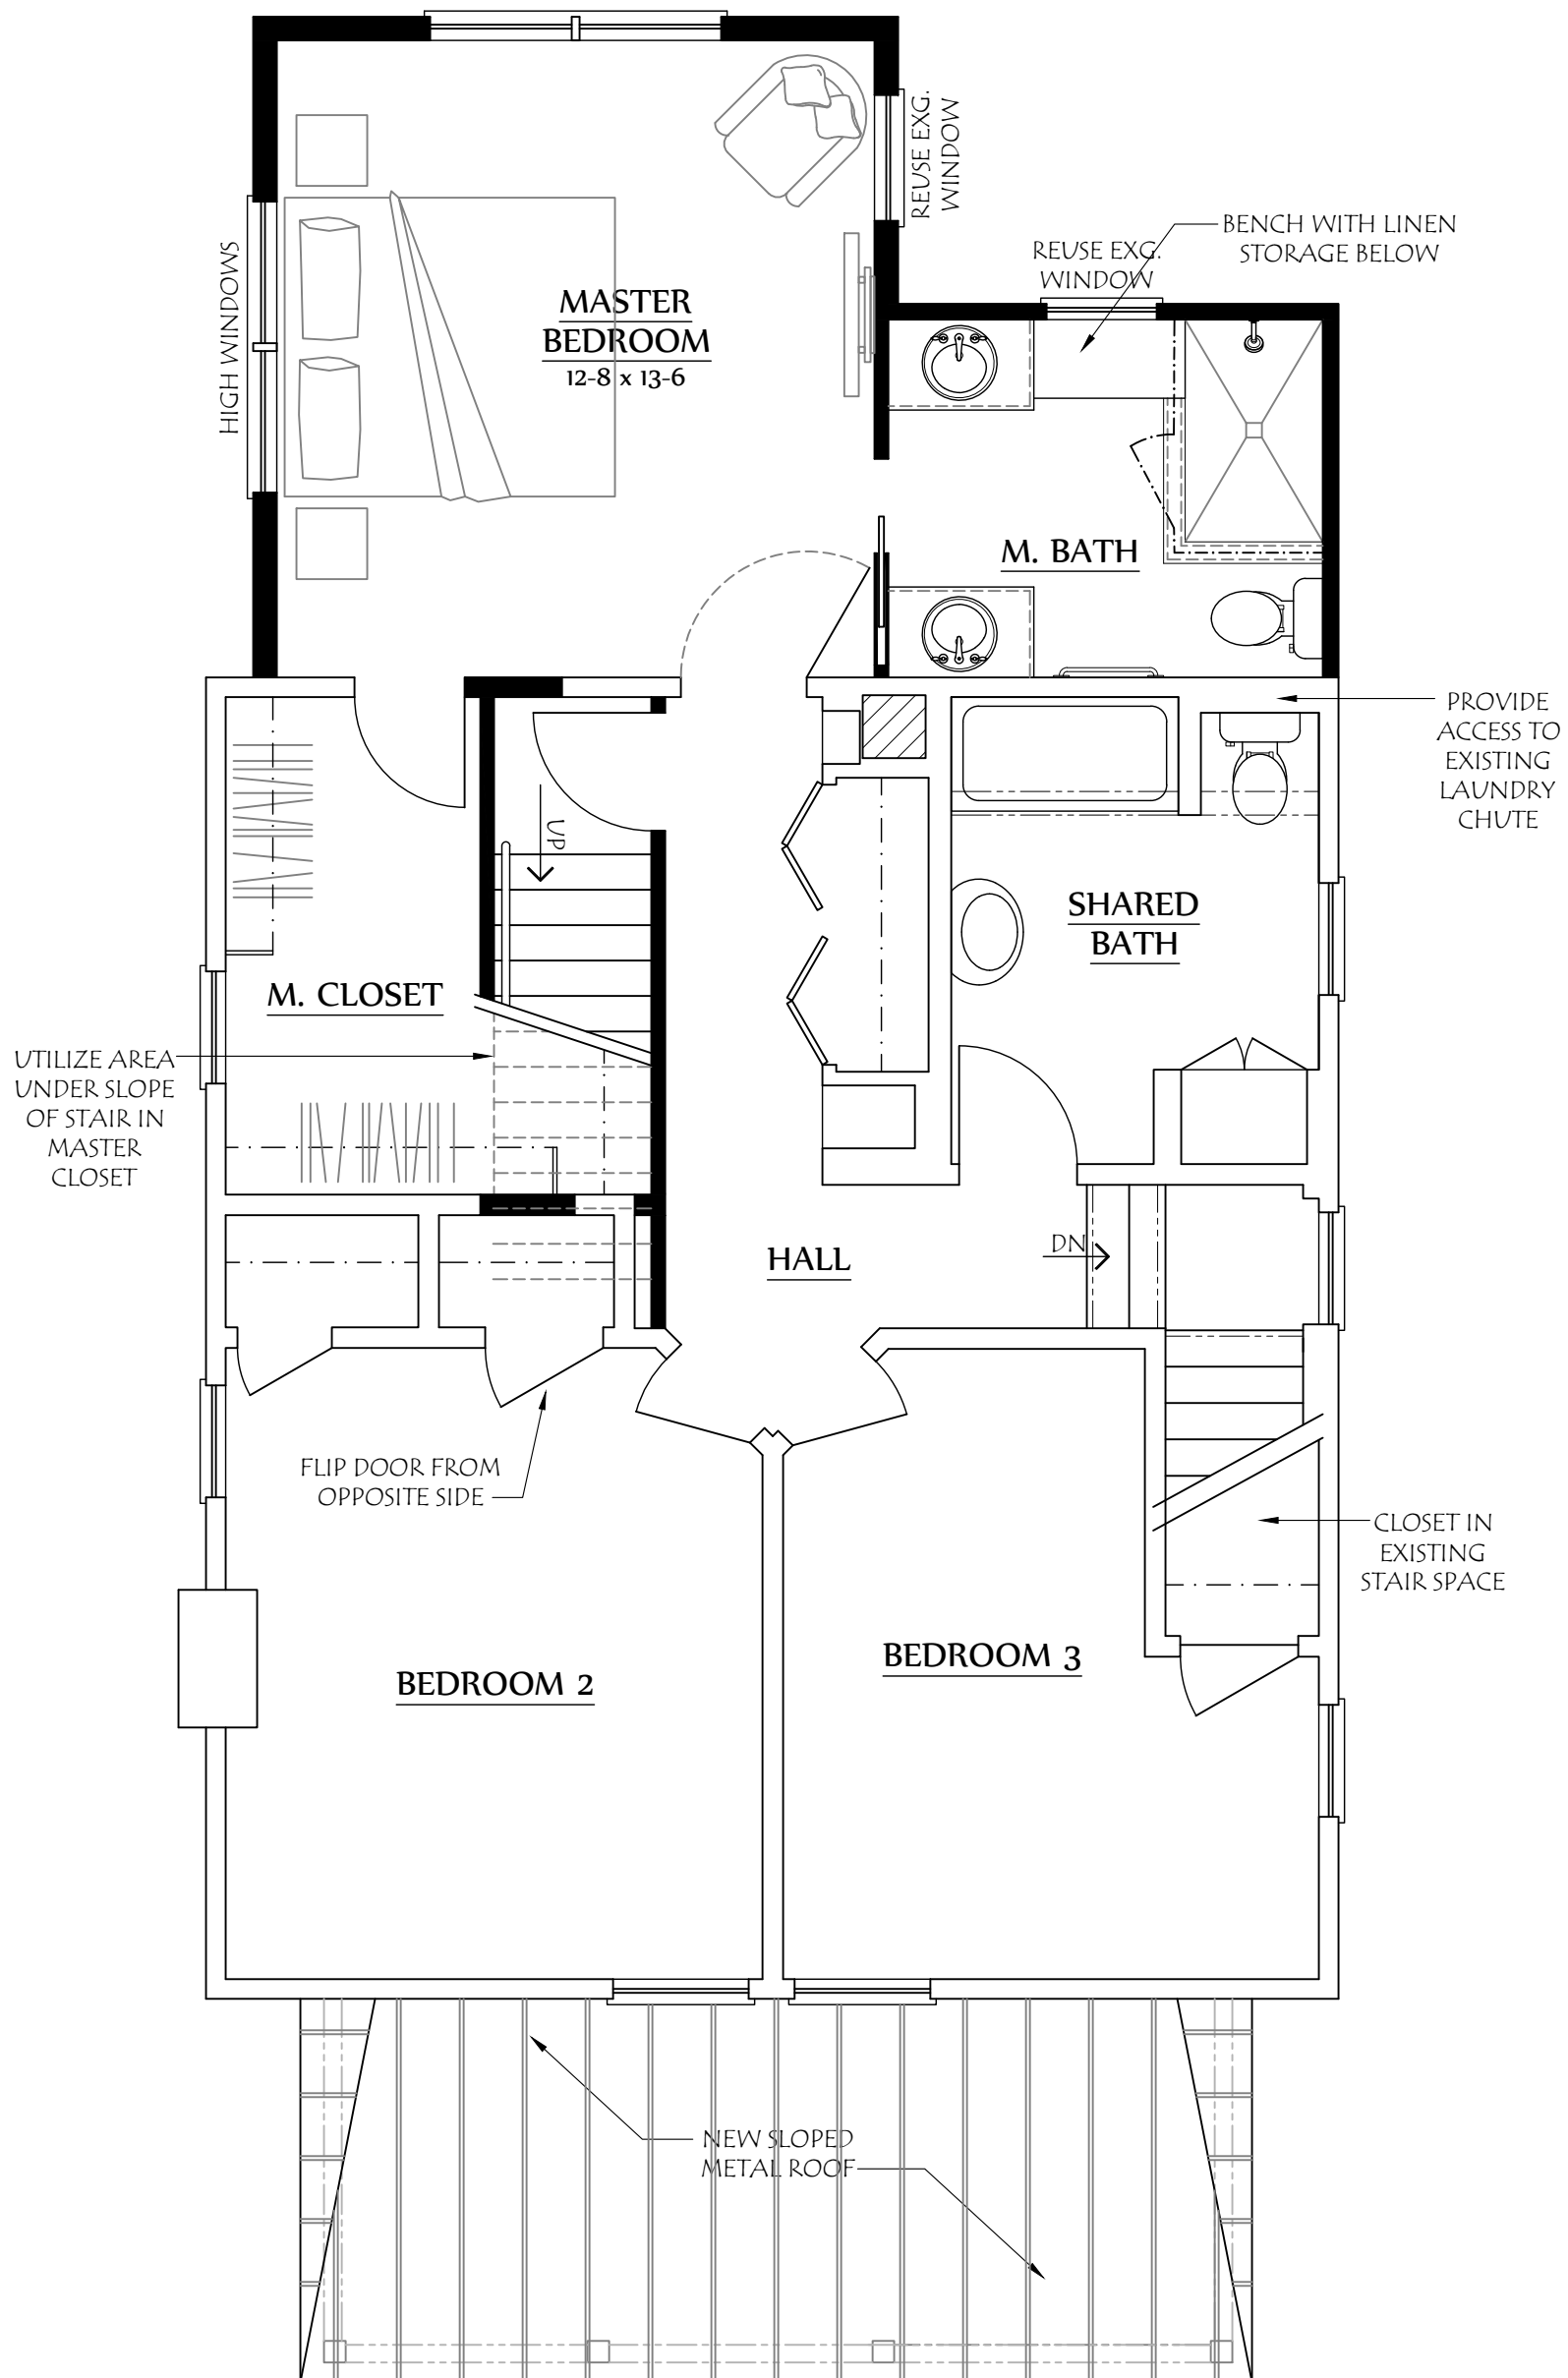 REUSE EXG.
WINDOW
HIGH WINDOWS
BENCH WITH LINEN
STORAGE BELOW
REUSE EXG.
WINDOW
MASTER
BEDROOM
12-8 x 13-6
M. BATH
PROVIDE
ACCESS TO
EXISTING
LAUNDRY
CHUTE
UP
SHARED
BATH
M. CLOSET
UTILIZE AREA
UNDER SLOPE
OF STAIR IN
MASTER
CLOSET
HALL
DN
FLIP DOOR FROM
OPPOSITE SIDE
CLOSET IN
EXISTING
STAIR SPACE
BEDROOM 2
BEDROOM 3
NEW SLOPED
METAL ROOF